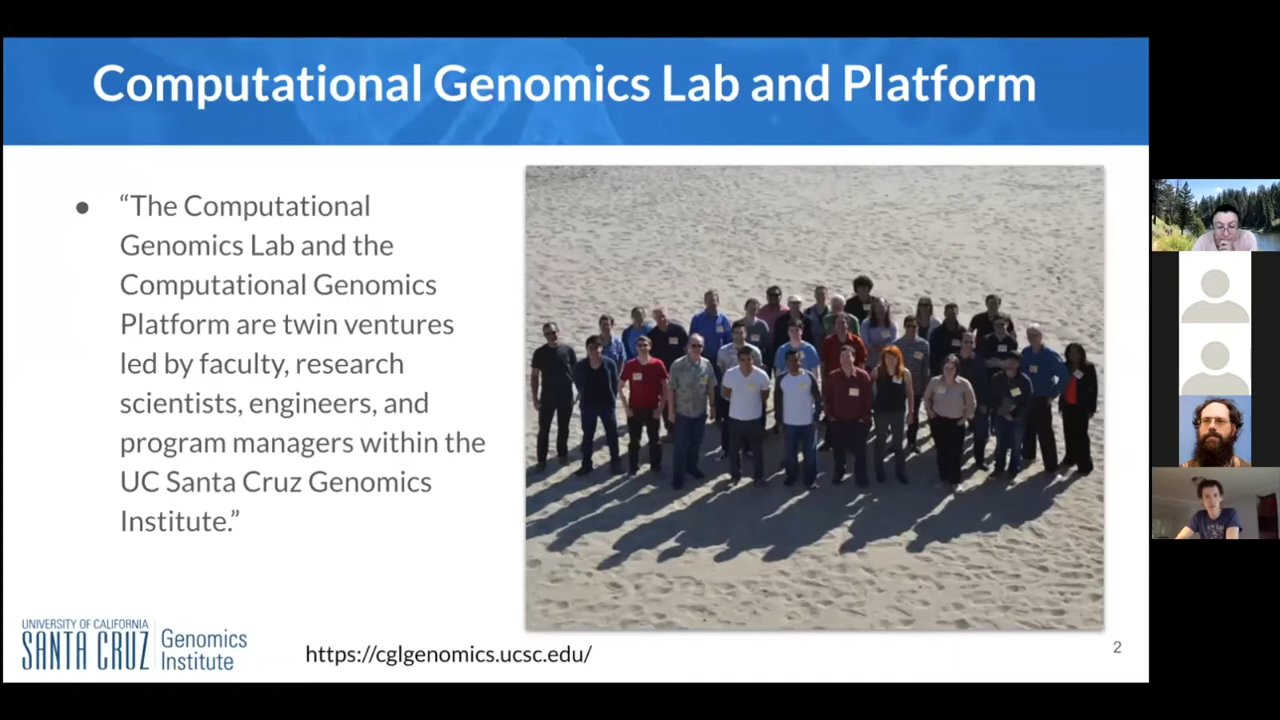 Computational Genomics Lab and Platform
● “The Computational
Genomics Lab and the
Computational Genomics
Platform are twin ventures
led by faculty, research
scientists, engineers, and
program managers within the
UC Santa Cruz Genomics
Institute.”
UNIVERSITY OF CALIFORNIA
SANTA CRUZ
Genomics
Institute
https://cglgenomics.ucsc.edu/
2